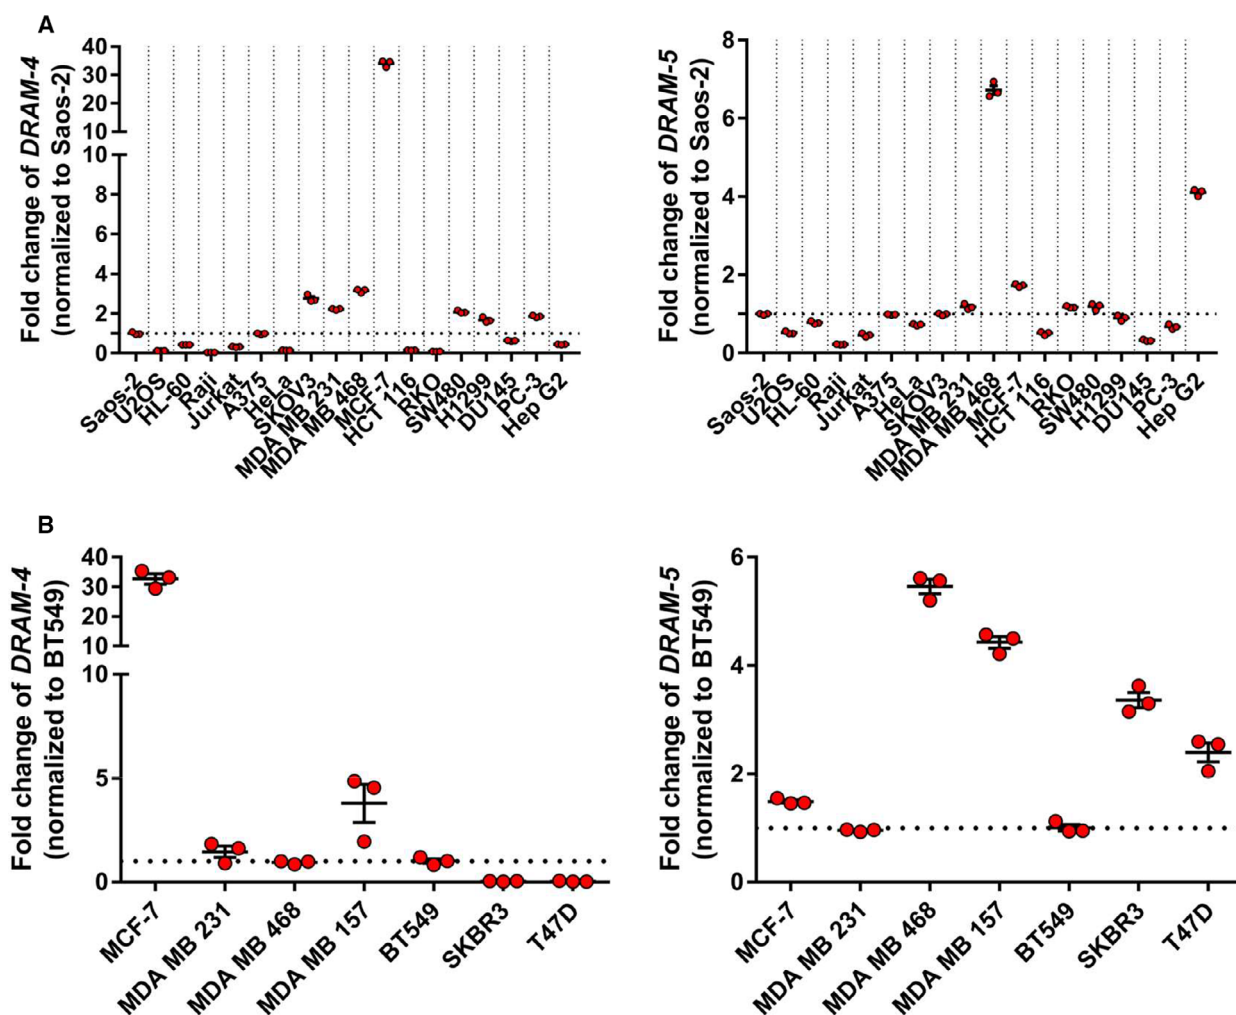 A
Fold change of DRAM-4
(normalized to Saos-2)
40
30
20
10
10
8
6
4
2
0
Saos-2
U2OS
HL-60
Raji
Jurkat
A375
HeLa
SKOV3
MDA MB 231
MDA MB 468
MCF-7
HCT 116
RKO
SW480
H1299
DU145
PC-3
Hep G2
Fold change of DRAM-5
(normalized to Saos-2)
8
6
4
2
0
Saos-2
U2OS
HL-60
Raji
Jurkat
A375
HeLa
SKOV3
MDA MB 231
MDA MB 468
MCF-7
HCT 116
RKO
SW480
H1299
DU145
PC-3
Hep G2
B
Fold change of DRAM-4
(normalized to BT549)
40
30
20
10
10
5
0
MCF-7
MDA MB 231
MDA MB 468
MDA MB 157
BT549
SKBR3
T47D
Fold change of DRAM-5
(normalized to BT549)
6
4
2
0
MCF-7
MDA MB 231
MDA MB 468
MDA MB 157
BT549
SKBR3
T47D